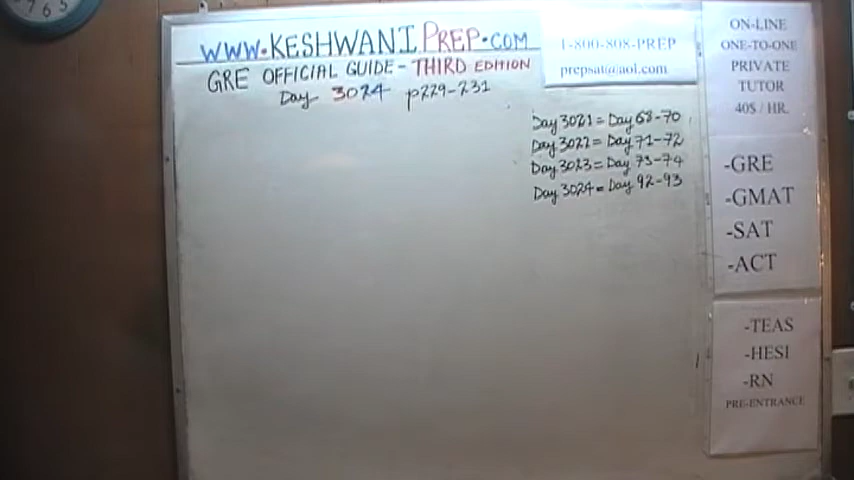 7 6 5
WWW.KESHWANIPREP.COM
GRE OFFICIAL GUIDE - THIRD EDITION
Day 3024 p229-231
1-800-808-PREP
prepsat@aol.com
Day 3021 = Day 68-70
Day 3022 = Day 71-72
Day 3023 = Day 73-74
Day 3024 = Day 92-93
ON-LINE
ONE-TO-ONE
PRIVATE
TUTOR
40$ / HR.
-GRE
-GMAT
-SAT
-ACT
-TEAS
-HESI
-RN
PRE-ENTRANCE